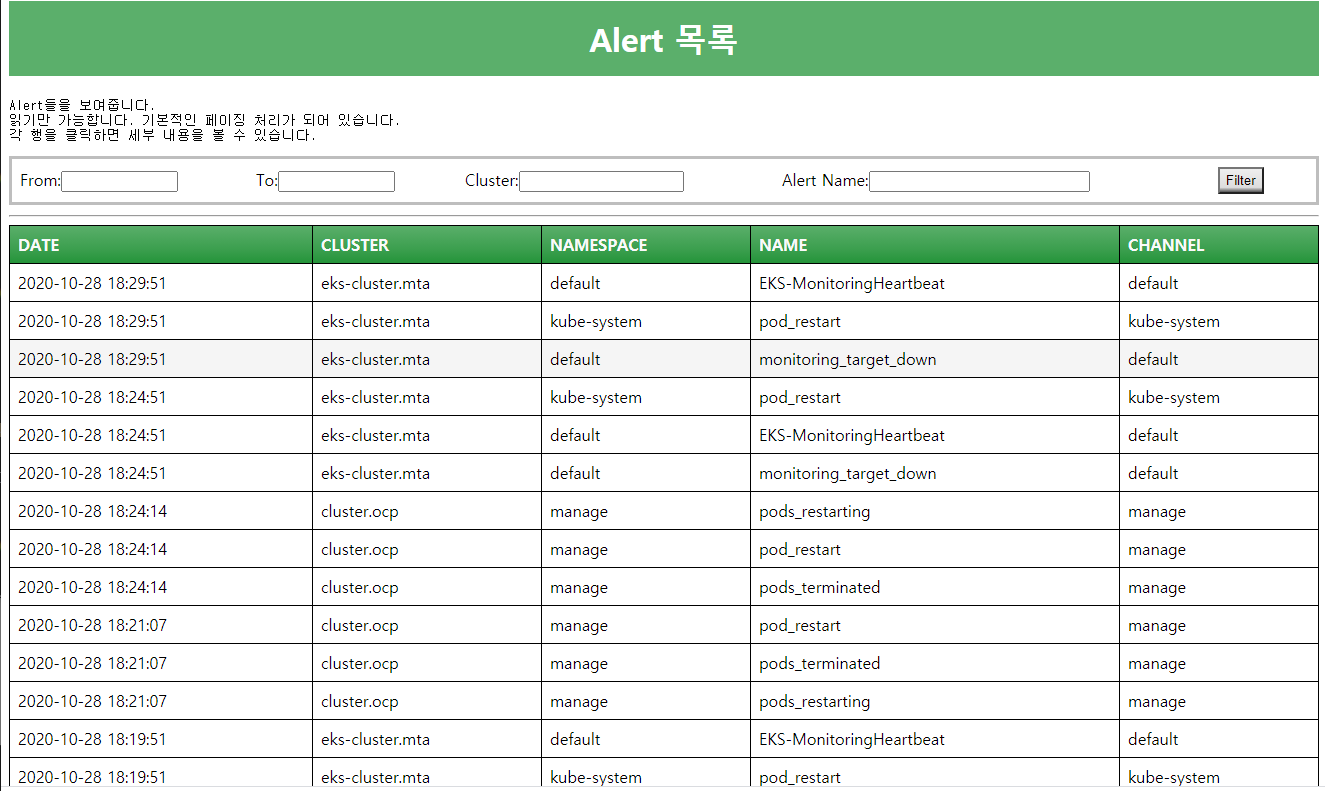 Alert 목록
Alert들을 보여줍니다.
읽기만 가능합니다. 기본적인 페이징 처리가 되어 있습니다.
각 행을 클릭하면 세부 내용을 볼 수 있습니다.
From: To: Cluster: Alert Name: Filter
DATE CLUSTER NAMESPACE NAME CHANNEL
2020-10-28 18:29:51 eks-cluster.mta default EKS-MonitoringHeartbeat default
2020-10-28 18:29:51 eks-cluster.mta kube-system pod_restart kube-system
2020-10-28 18:29:51 eks-cluster.mta default monitoring_target_down default
2020-10-28 18:24:51 eks-cluster.mta kube-system pod_restart kube-system
2020-10-28 18:24:51 eks-cluster.mta default EKS-MonitoringHeartbeat default
2020-10-28 18:24:51 eks-cluster.mta default monitoring_target_down default
2020-10-28 18:24:14 cluster.ocp manage pods_restarting manage
2020-10-28 18:24:14 cluster.ocp manage pod_restart manage
2020-10-28 18:24:14 cluster.ocp manage pods_terminated manage
2020-10-28 18:21:07 cluster.ocp manage pod_restart manage
2020-10-28 18:21:07 cluster.ocp manage pods_terminated manage
2020-10-28 18:21:07 cluster.ocp manage pods_restarting manage
2020-10-28 18:19:51 eks-cluster.mta default EKS-MonitoringHeartbeat default
2020-10-28 18:19:51 eks-cluster.mta kube-system pod_restart kube-system